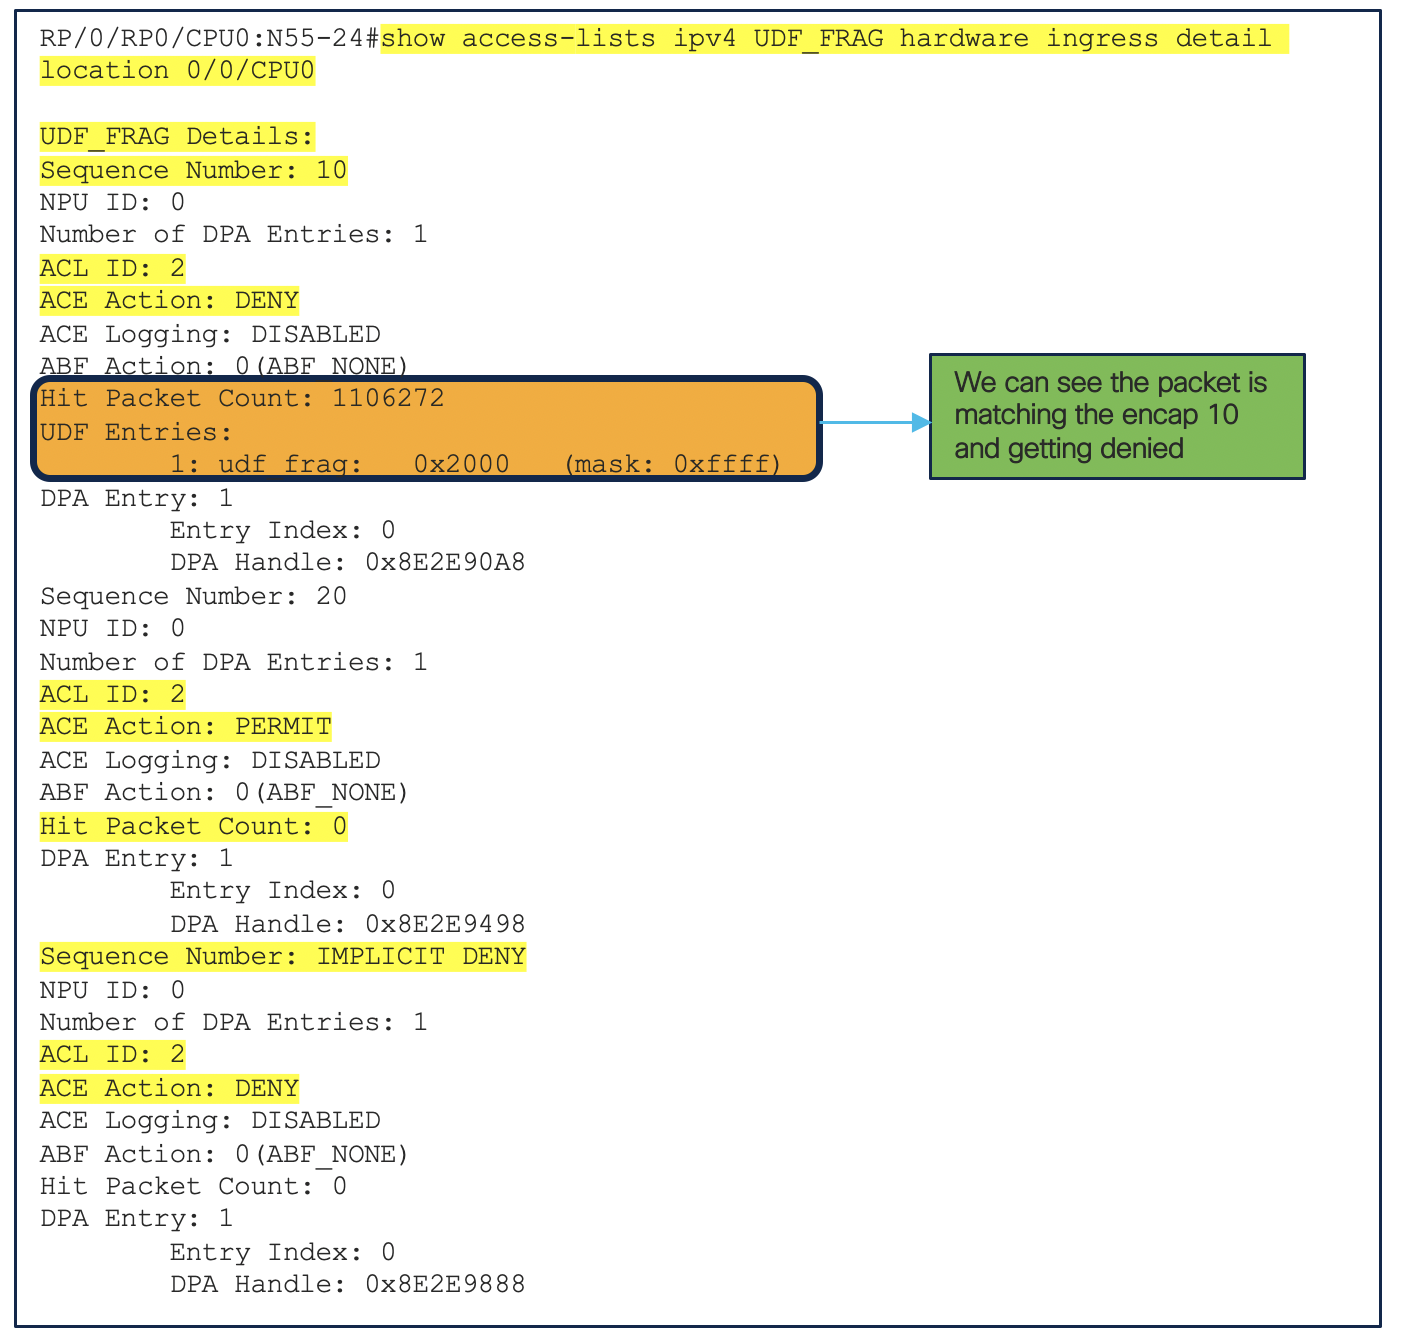 RP/0/RP0/CPU0:N55-24#show access-lists ipv4 UDF_FRAG hardware ingress detail
location 0/0/CPU0
UDF_FRAG Details:
Sequence Number: 10
NPU ID: 0
Number of DPA Entries: 1
ACL ID: 2
ACE Action: DENY
ACE Logging: DISABLED
ABF Action: 0(ABF_NONE)
Hit Packet Count: 1106272
UDF Entries:
1: udf_frag: 0x2000 (mask: 0xffff)
We can see the packet is
matching the encap 10
and getting denied
DPA Entry: 1
Entry Index: 0
DPA Handle: 0x8E2E90A8
Sequence Number: 20
NPU ID: 0
Number of DPA Entries: 1
ACL ID: 2
ACE Action: PERMIT
ACE Logging: DISABLED
ABF Action: 0(ABF_NONE)
Hit Packet Count: 0
DPA Entry: 1
Entry Index: 0
DPA Handle: 0x8E2E9498
Sequence Number: IMPLICIT DENY
NPU ID: 0
Number of DPA Entries: 1
ACL ID: 2
ACE Action: DENY
ACE Logging: DISABLED
ABF Action: 0(ABF_NONE)
Hit Packet Count: 0
DPA Entry: 1
Entry Index: 0
DPA Handle: 0x8E2E9888